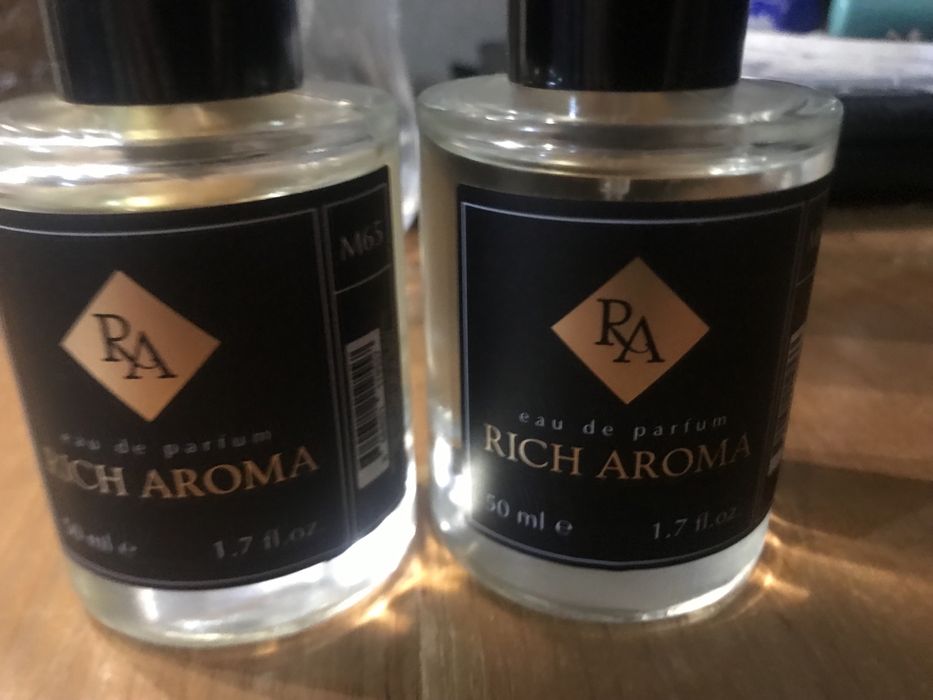 M65
RA
eau de parfum
RICH AROMA
50 ml e
1.7 fl.oz
RA
eau de parfum
RICH AROMA
50 ml e
1.7 fl.oz